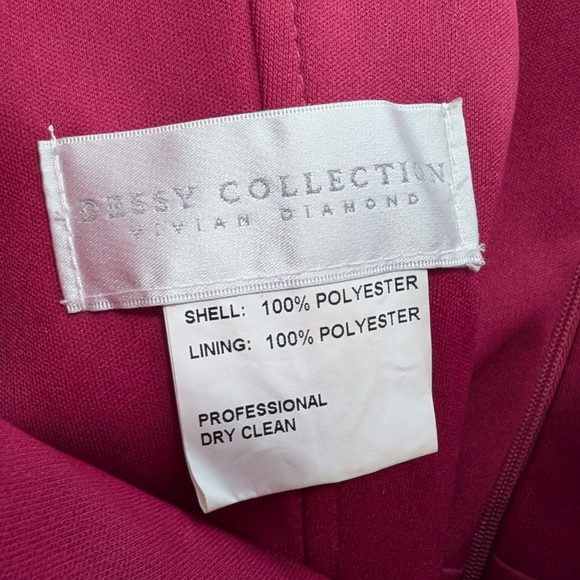 DESSY COLLECTION
VIVIAN DIAMOND
SHELL: 100% POLYESTER
LINING: 100% POLYESTER
PROFESSIONAL
DRY CLEAN